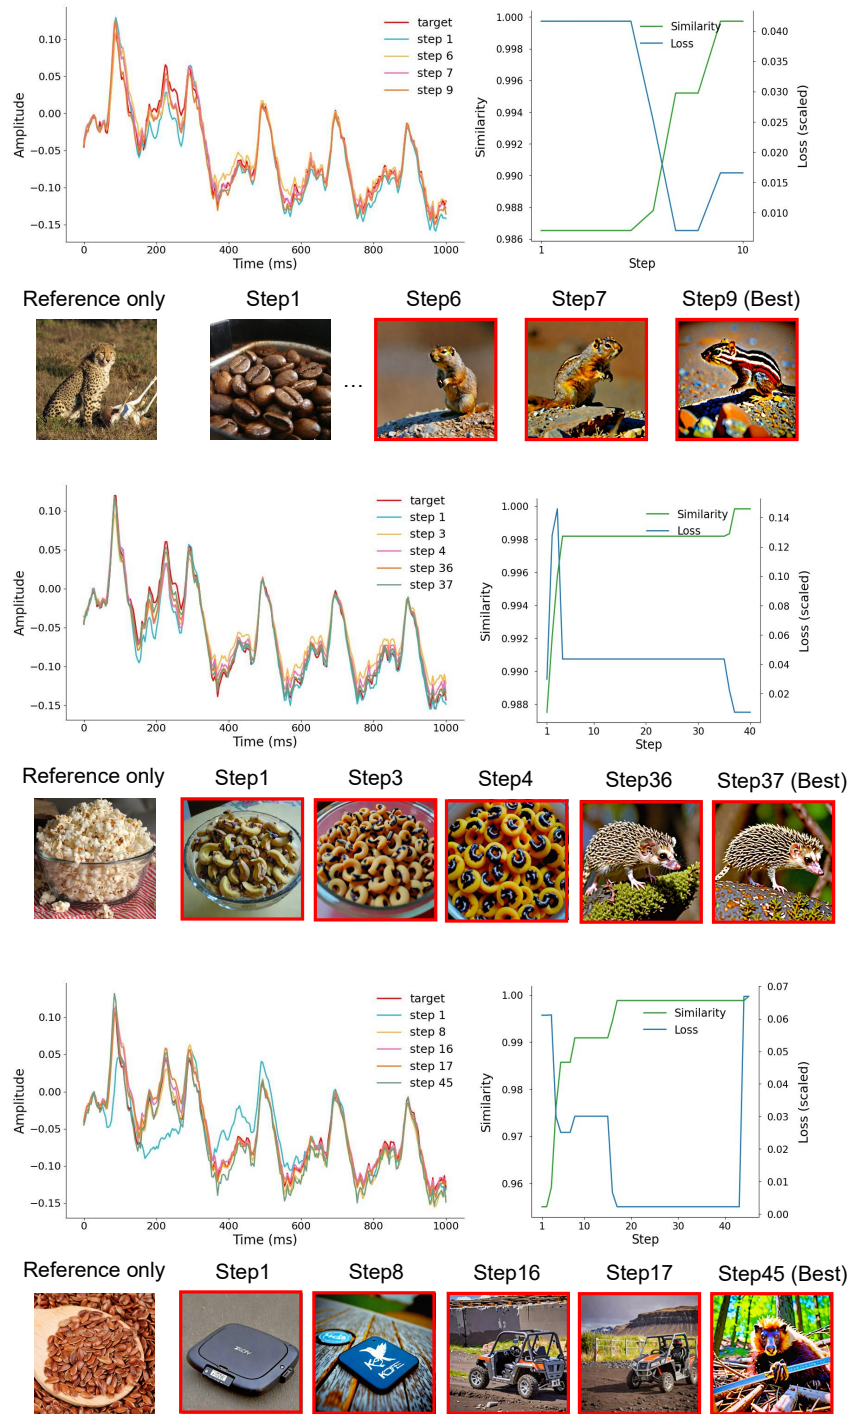 target
step 1
step 6
step 7
step 9
0.10
0.05
0.00
−0.05
−0.10
−0.15
Amplitude
0 200 400 600 800 1000
Time (ms)
Similarity
Loss
1.000
0.998
0.996
0.994
0.992
0.990
0.988
0.986
Similarity
0.040
0.035
0.030
0.025
0.020
0.015
0.010
Loss (scaled)
1 10
Step
Reference only Step1 Step6 Step7 Step9 (Best)
...
target
step 1
step 3
step 4
step 36
step 37
0.10
0.05
0.00
−0.05
−0.10
−0.15
Amplitude
0 200 400 600 800 1000
Time (ms)
Similarity
Loss
1.000
0.998
0.996
0.994
0.992
0.990
0.988
Similarity
0.14
0.12
0.10
0.08
0.06
0.04
0.02
Loss (scaled)
1 10 20 30 40
Step
Reference only Step1 Step3 Step4 Step36 Step37 (Best)
target
step 1
step 8
step 16
step 17
step 45
0.10
0.05
0.00
−0.05
−0.10
−0.15
Amplitude
0 200 400 600 800 1000
Time (ms)
Similarity
Loss
1.00
0.99
0.98
0.97
0.96
Similarity
0.07
0.06
0.05
0.04
0.03
0.02
0.01
0.00
Loss (scaled)
1 10 20 30 40
Step
Reference only Step1 Step8 Step16 Step17 Step45 (Best)